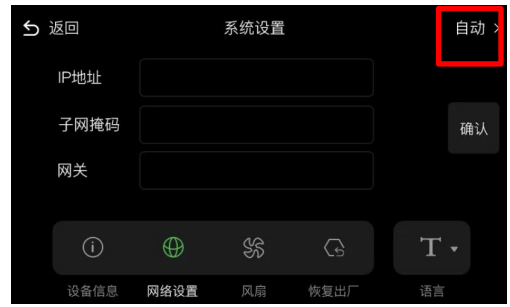 返回 系统设置 自动 >
IP地址
子网掩码
确认
网关
T
设备信息 网络设置 风扇 恢复出厂 语言